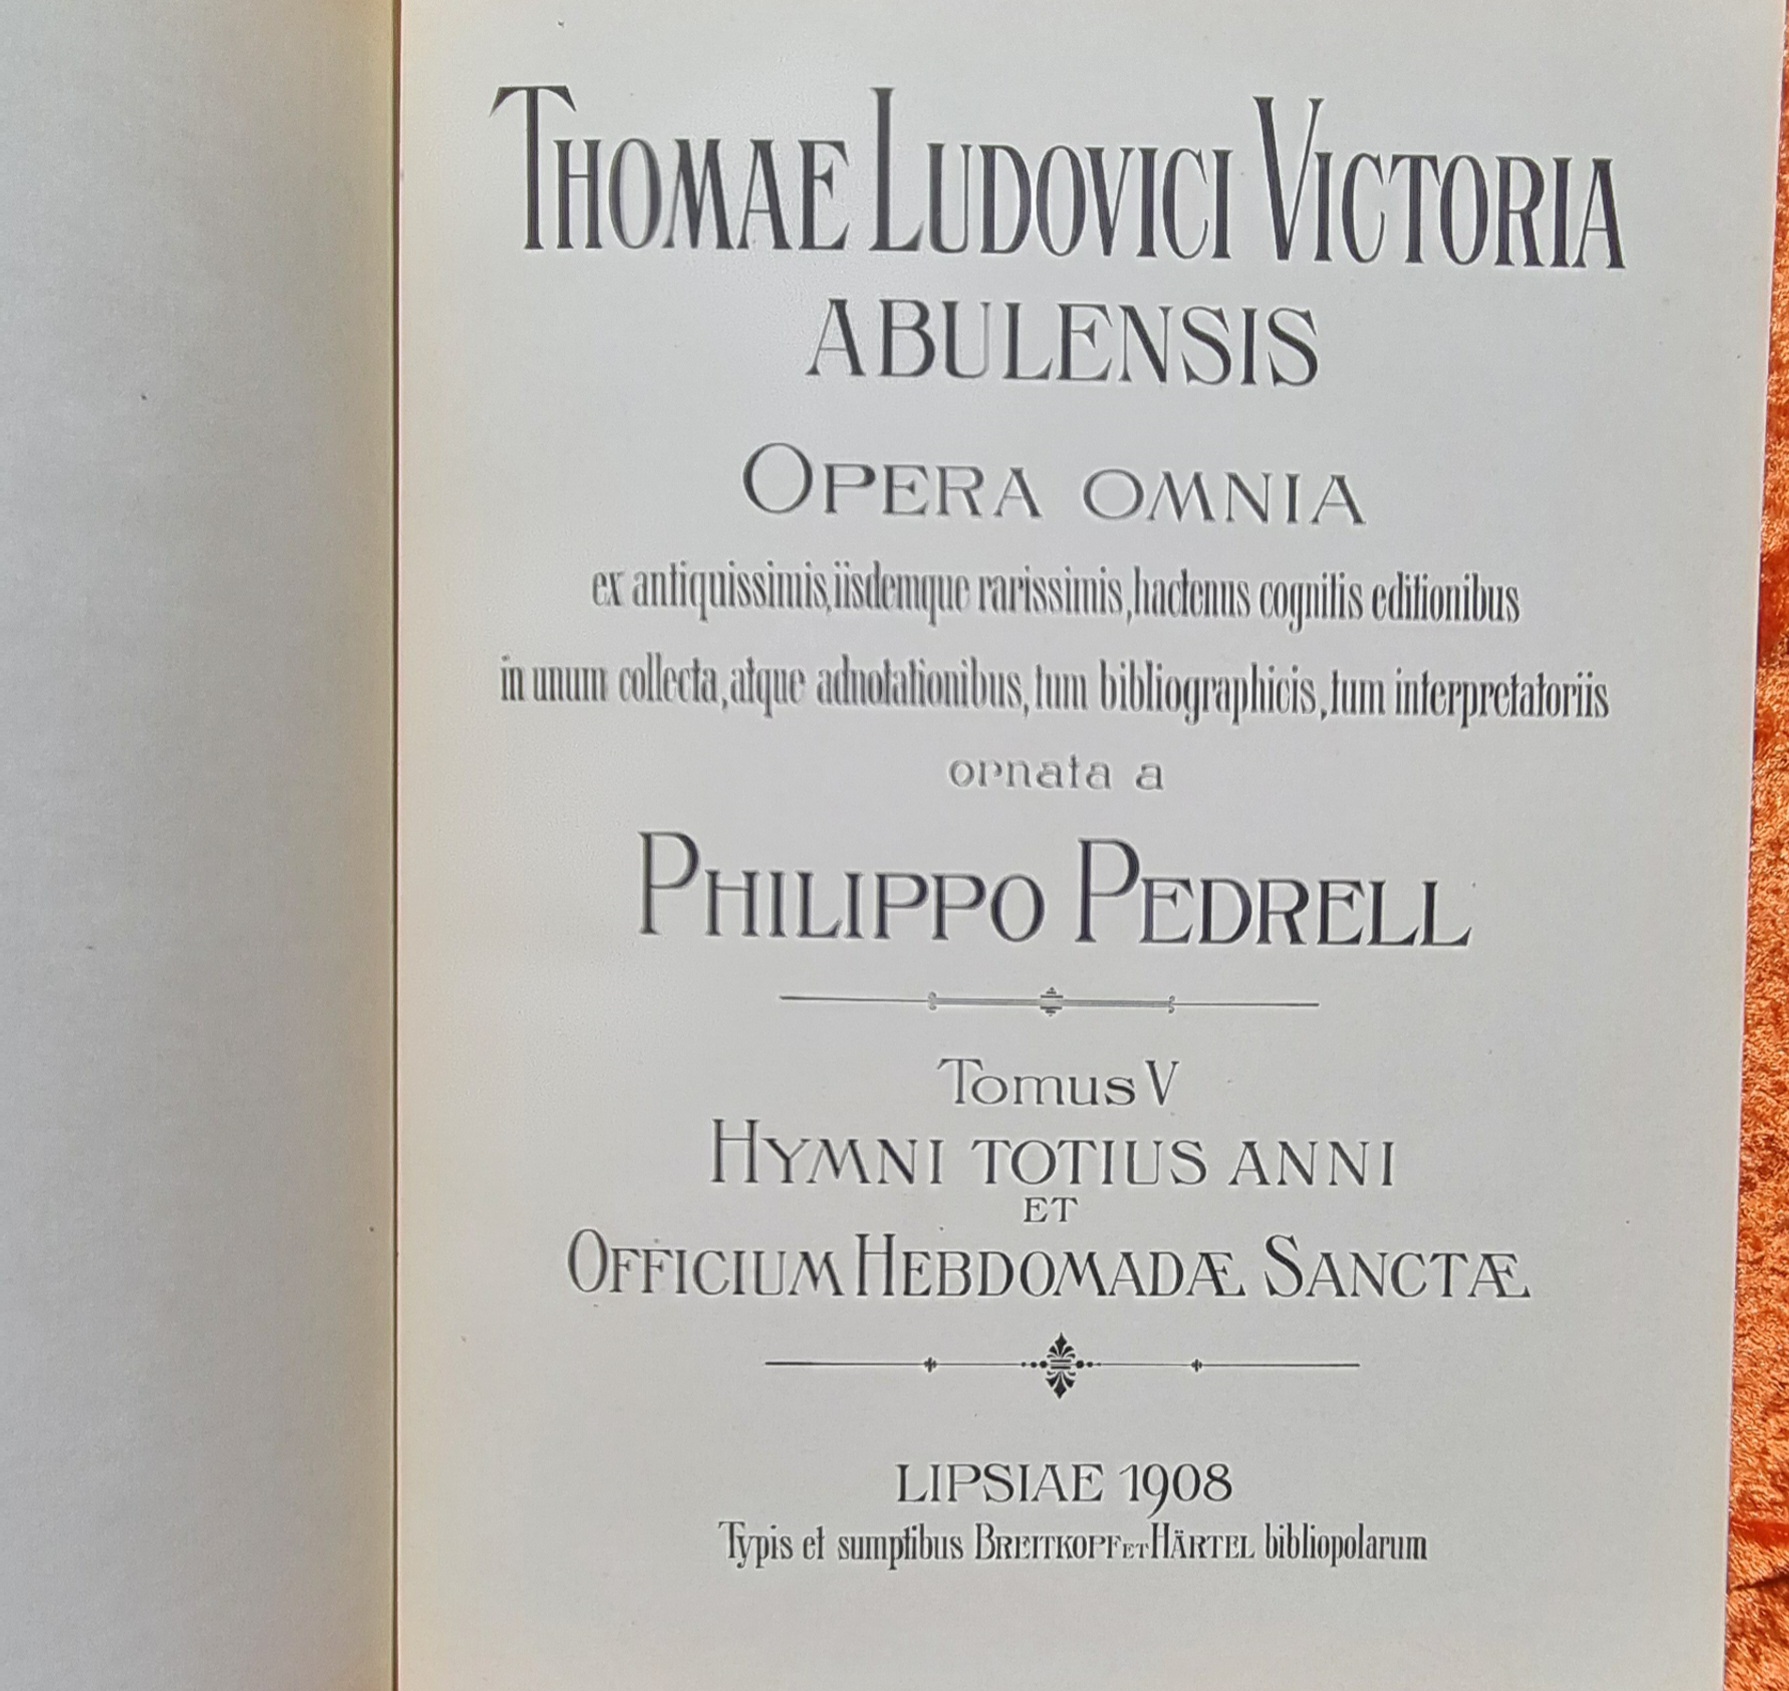 THOMAE LUDOVICI VICTORIA
ABULENSIS
OPERA OMNIA
ex antiquissimis, iisdemque rarissimis, hactenus cognitis editionibus
in unum collecta, atque adnotationibus, tum bibliographicis, tum interpretatoriis
ornata a
PHILIPPO PEDRELL
Tomus V
HYMNI TOTIUS ANNI
ET
OFFICIUM HEBDOMADÆ SANCTÆ
LIPSIAE 1908
Typis et sumptibus BREITKOPF ET HÄRTEL bibliopolarum